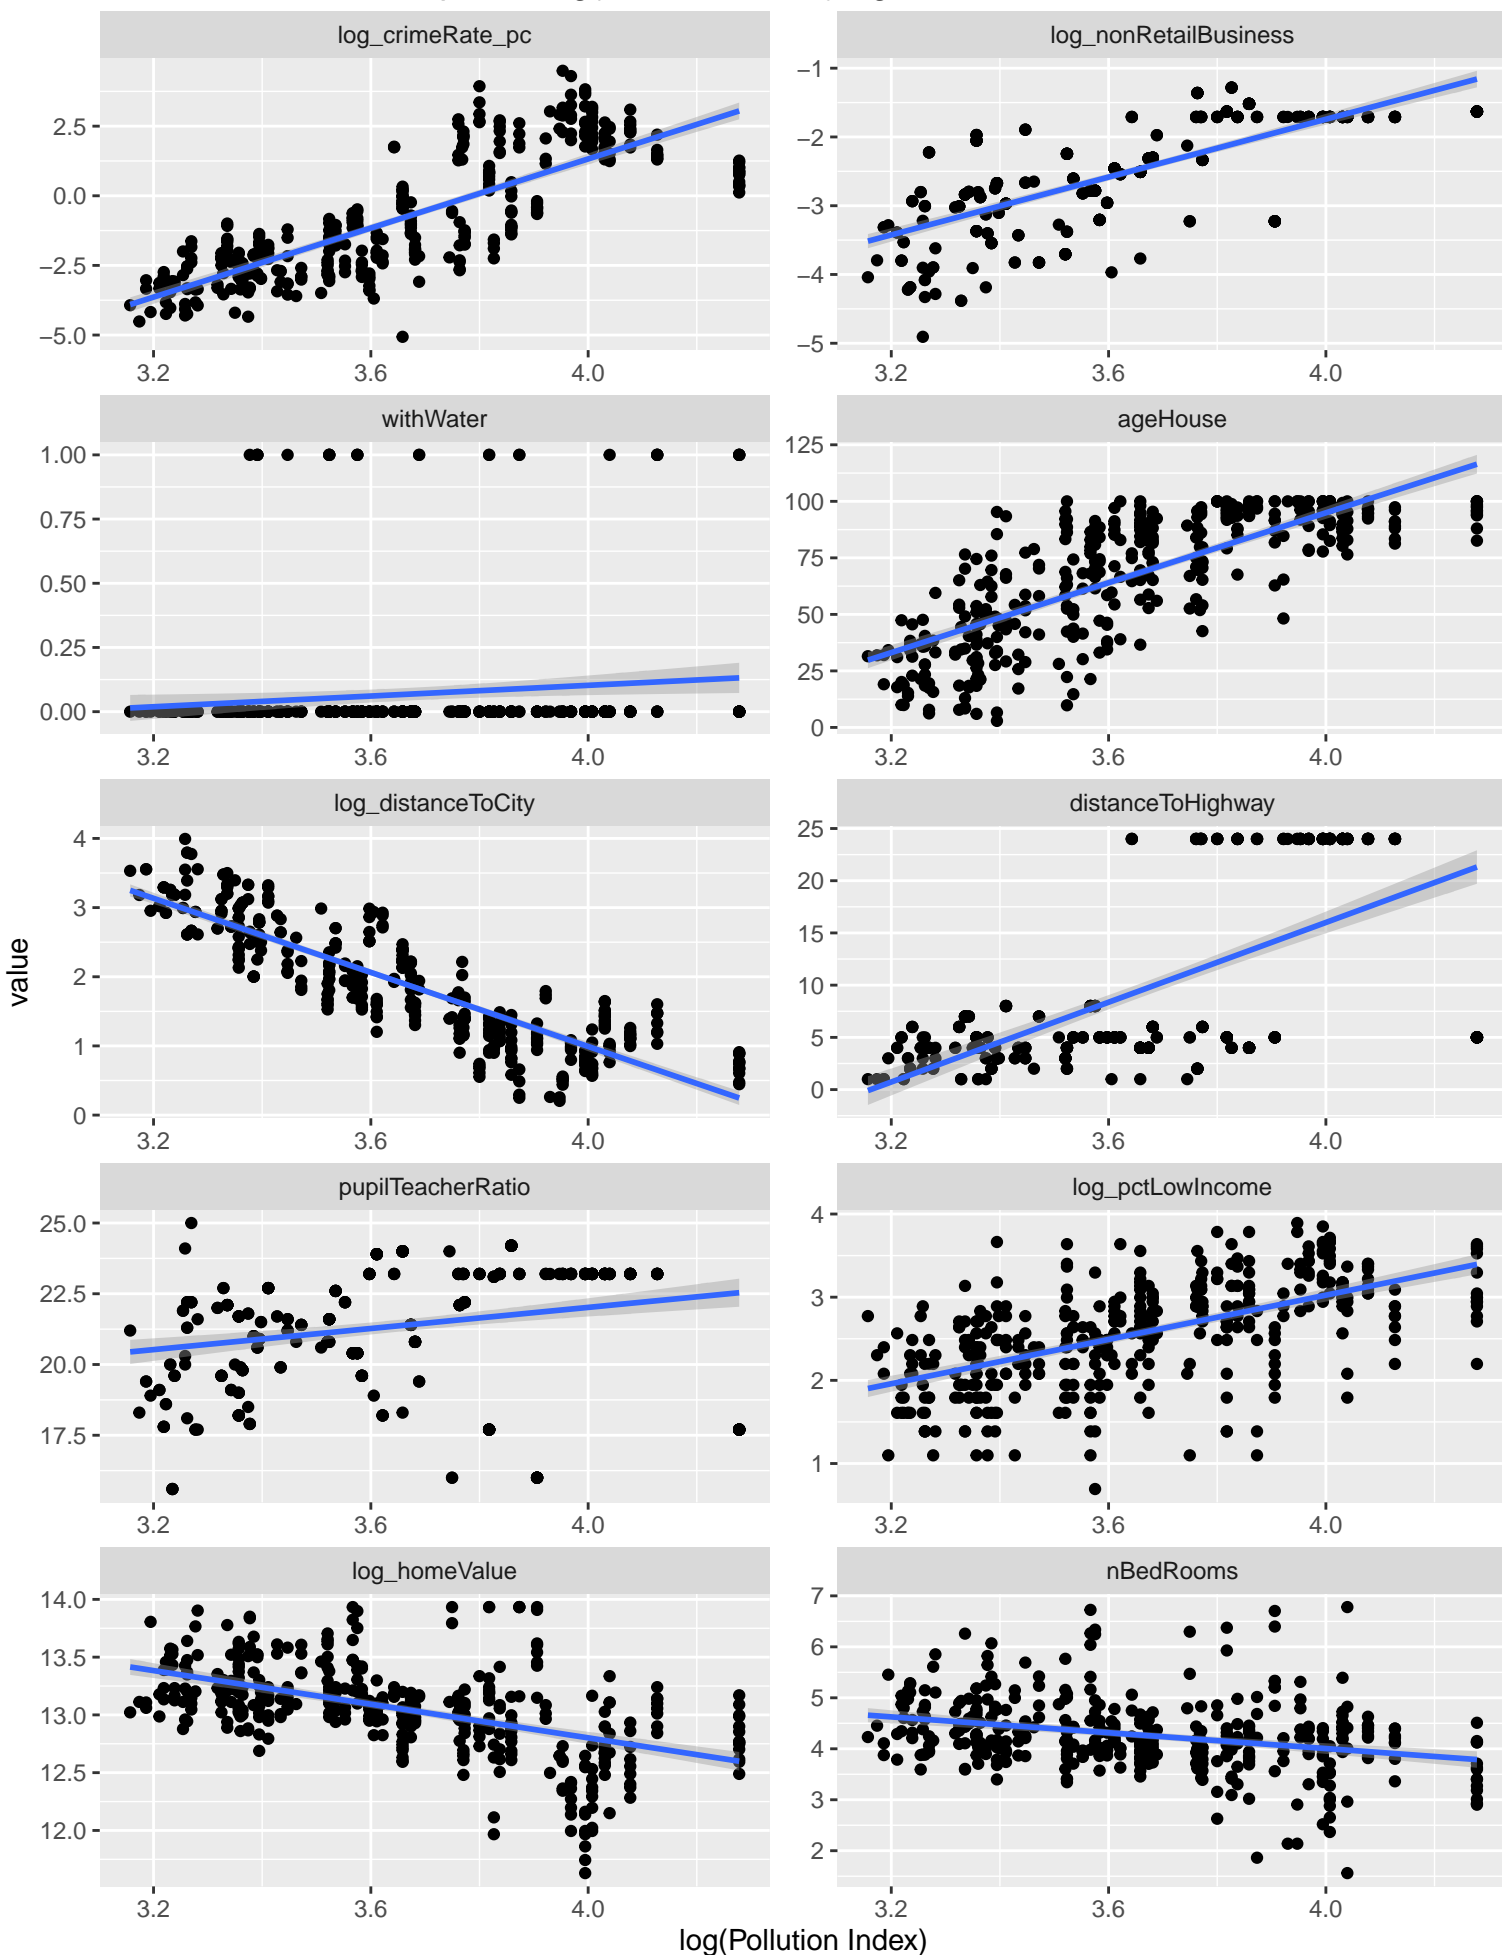 log_crimeRate_pc log_nonRetailBusiness
2.5 0.0 −2.5 −5.0
−1 −2 −3 −4 −5
3.2 3.6 4.0 3.2 3.6 4.0
withWater ageHouse
1.00 0.75 0.50 0.25 0.00
125 100 75 50 25 0
3.2 3.6 4.0 3.2 3.6 4.0
log_distanceToCity distanceToHighway
4 3 2 1 0
25 20 15 10 5 0
3.2 3.6 4.0 3.2 3.6 4.0
value
pupilTeacherRatio log_pctLowIncome
25.0 22.5 20.0 17.5
4 3 2 1
3.2 3.6 4.0 3.2 3.6 4.0
log_homeValue nBedRooms
14.0 13.5 13.0 12.5 12.0
7 6 5 4 3 2
3.2 3.6 4.0 3.2 3.6 4.0
log(Pollution Index)